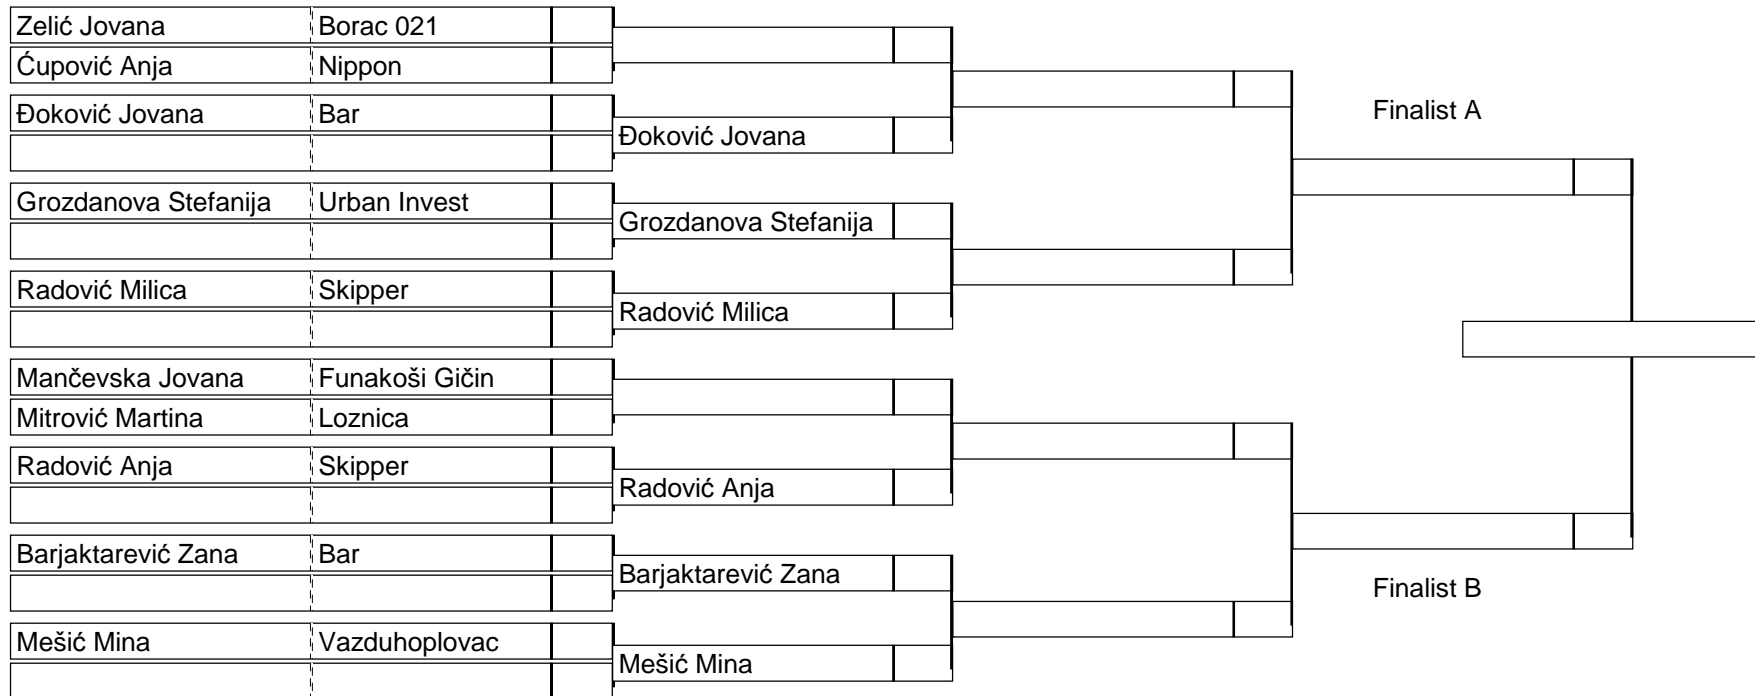 Zelić Jovana Borac 021
Ćupović Anja Nippon
Đoković Jovana Bar
Grozdanova Stefanija Urban Invest
Radović Milica Skipper
Mančevska Jovana Funakoši Gičin
Mitrović Martina Loznica
Radović Anja Skipper
Barjaktarević Zana Bar
Mešić Mina Vazduhoplovac
Đoković Jovana
Grozdanova Stefanija
Radović Milica
Radović Anja
Barjaktarević Zana
Mešić Mina
Finalist A
Finalist B